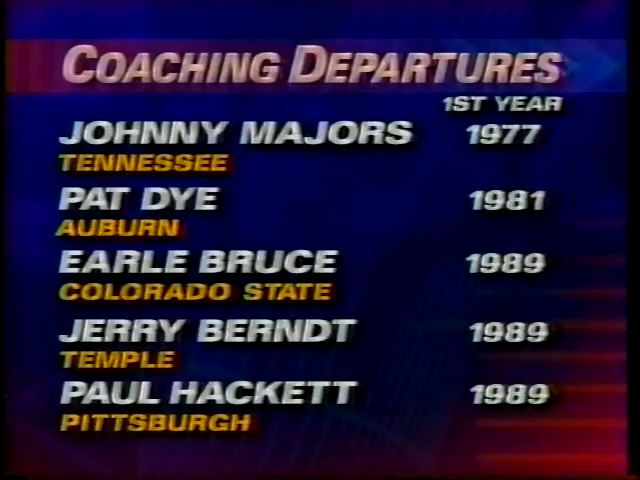 COACHING DEPARTURES
1ST YEAR
JOHNNY MAJORS 1977
TENNESSEE
PAT DYE 1981
AUBURN
EARLE BRUCE 1989
COLORADO STATE
JERRY BERNDT 1989
TEMPLE
PAUL HACKETT 1989
PITTSBURGH